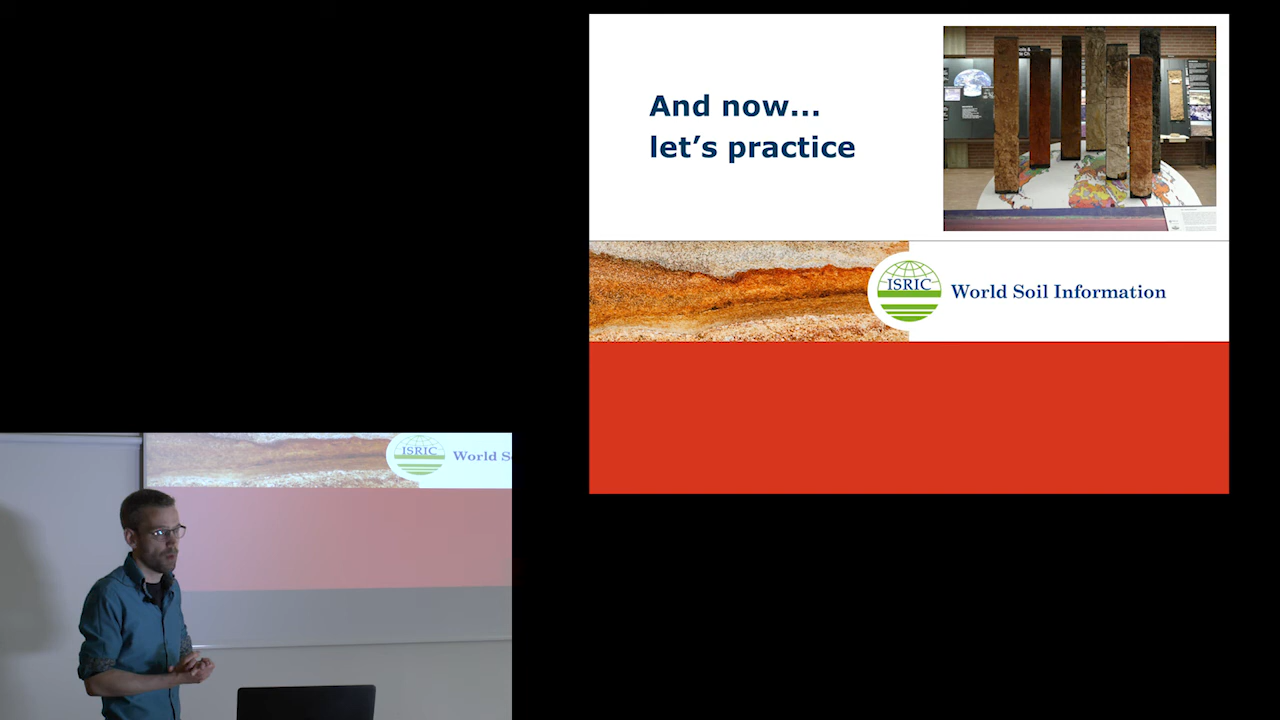 And now...
let's practice
ISRIC
World Soil Information
ISRIC
World S